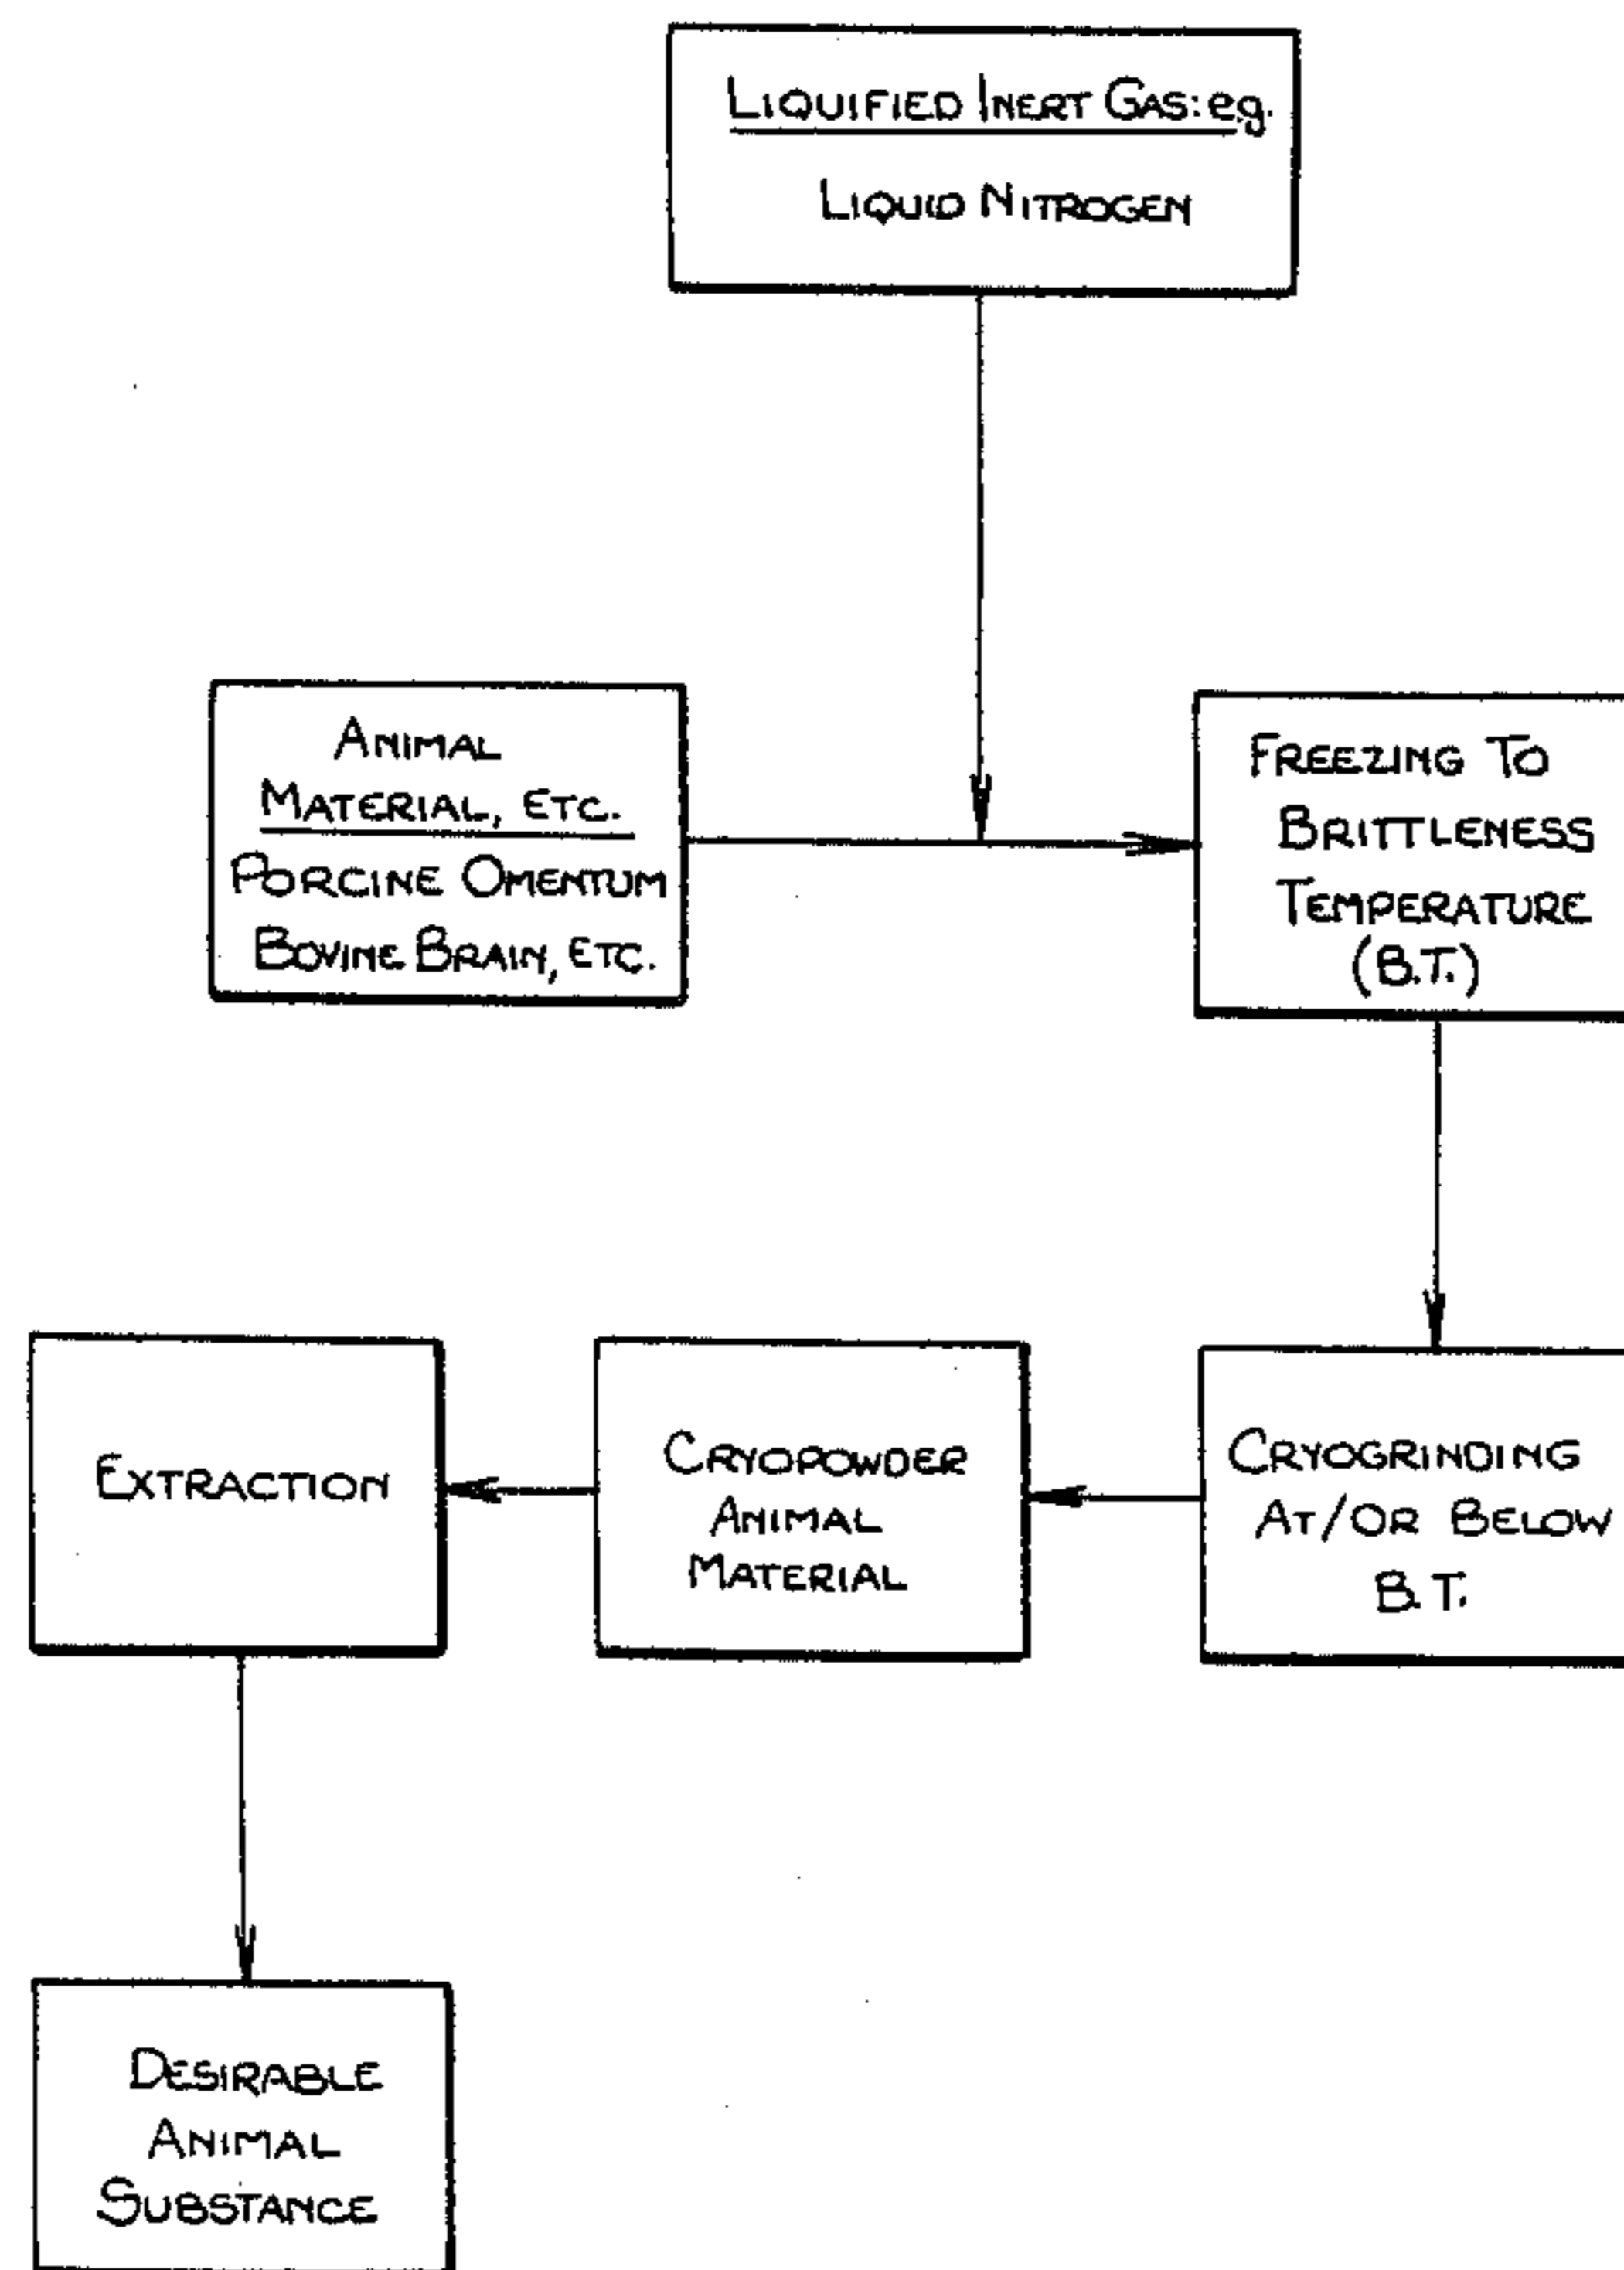 LIQUIFIED INERT GAS: eg.
LIQUID NITROGEN
ANIMAL
MATERIAL, ETC.
PORCINE OMENTUM
BOVINE BRAIN, ETC.
FREEZING TO
BRITTLENESS
TEMPERATURE
(B.T.)
EXTRACTION
CRYOPOWDER
ANIMAL
MATERIAL
CRYOGRINDING
AT/OR BELOW
B.T.
DESIRABLE
ANIMAL
SUBSTANCE